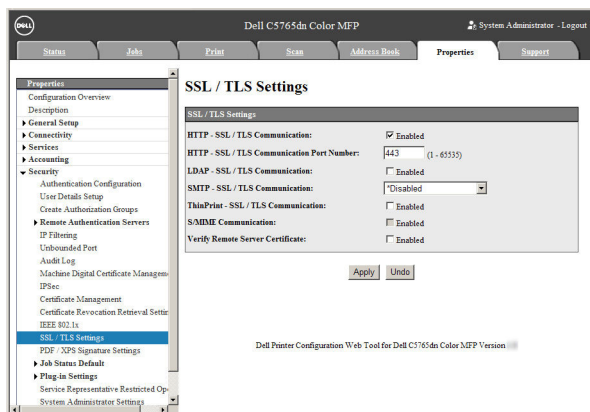 DELL
Dell C5765dn Color MFP
System Administrator - Logout
Status
Jobs
Print
Scan
Address Book
Properties
Support
Properties
Configuration Overview
Description
General Setup
Connectivity
Services
Accounting
Security
Authentication Configuration
User Details Setup
Create Authorization Groups
Remote Authentication Servers
IP Filtering
Unbounded Port
Audit Log
Machine Digital Certificate Managem
IPSec
Certificate Management
Certificate Revocation Retrieval Settin
IEEE 802.1x
SSL / TLS Settings
PDF / XPS Signature Settings
Job Status Default
Plug-in Settings
Service Representative Restricted Op
System Administrator Settings
SSL / TLS Settings
SSL / TLS Settings
HTTP - SSL / TLS Communication: Enabled
HTTP - SSL / TLS Communication Port Number: 443 (1 - 65535)
LDAP - SSL / TLS Communication: Enabled
SMTP - SSL / TLS Communication: *Disabled
ThinPrint - SSL / TLS Communication: Enabled
S/MIME Communication: Enabled
Verify Remote Server Certificate: Enabled
Apply Undo
Dell Printer Configuration Web Tool for Dell C5765dn Color MFP Version